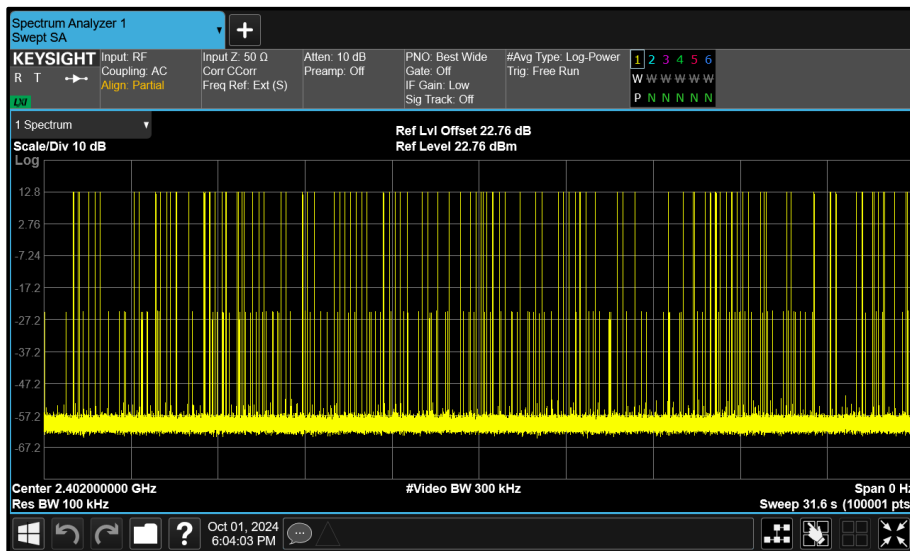 Spectrum Analyzer 1
Swept SA
KEYSIGHT
R T
LXI
Input: RF
Coupling: AC
Align: Partial
Input Z: 50 Ω
Corr CCorr
Freq Ref: Ext (S)
Atten: 10 dB
Preamp: Off
PNO: Best Wide
Gate: Off
IF Gain: Low
Sig Track: Off
#Avg Type: Log-Power
Trig: Free Run
1 2 3 4 5 6
W W W W W W
P N N N N N
1 Spectrum
Scale/Div 10 dB
Ref Lvl Offset 22.76 dB
Ref Level 22.76 dBm
Log
12.8
2.76
-7.24
-17.2
-27.2
-37.2
-47.2
-57.2
-67.2
Center 2.402000000 GHz
#Video BW 300 kHz
Span 0 Hz
Res BW 100 kHz
Sweep 31.6 s (100001 pts
?
Oct 01, 2024
6:04:03 PM